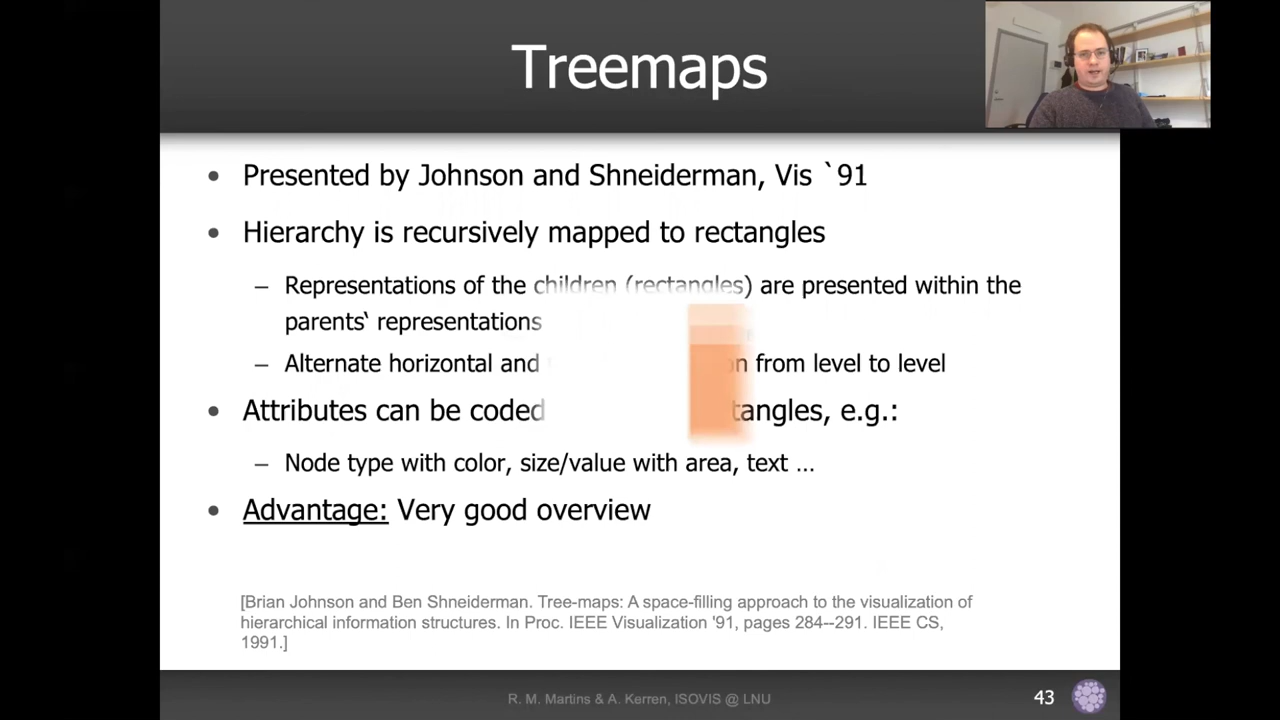 Treemaps
• Presented by Johnson and Shneiderman, Vis `91
• Hierarchy is recursively mapped to rectangles
– Representations of the children (rectangles) are presented within the
parents‘ representations
– Alternate horizontal and from level to level
• Attributes can be coded e.g.:
– Node type with color, size/value with area, text ...
• Advantage: Very good overview
[Brian Johnson and Ben Shneiderman. Tree-maps: A space-filling approach to the visualization of
hierarchical information structures. In Proc. IEEE Visualization '91, pages 284--291. IEEE CS,
1991.]
R. M. Martins & A. Kerren, ISOVIS @ LNU
43